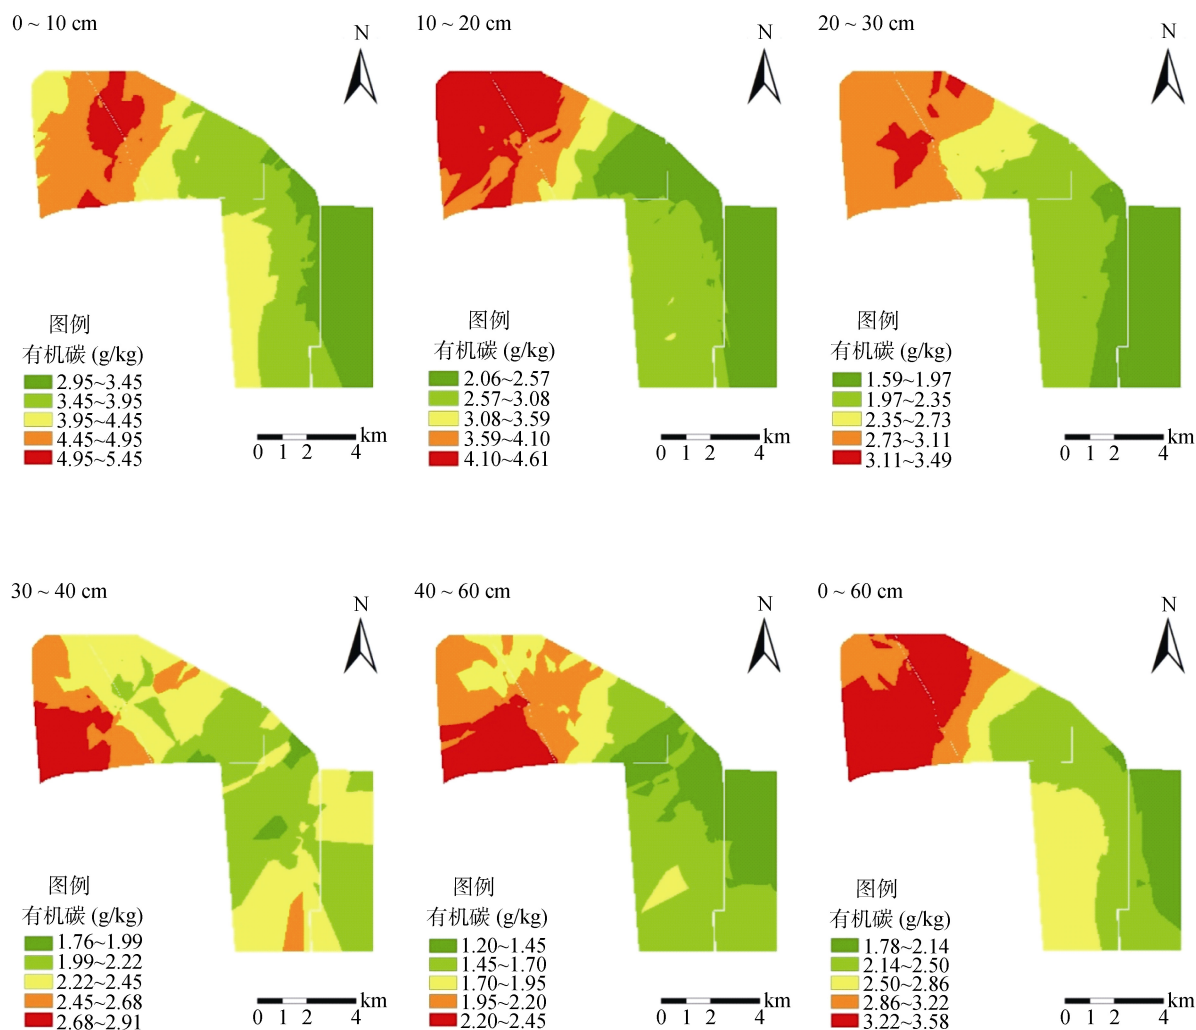 0 ~ 10 cm
N
图例
有机碳 (g/kg)
2.95~3.45
3.45~3.95
3.95~4.45
4.45~4.95
4.95~5.45
km
0 1 2 4
10 ~ 20 cm
N
图例
有机碳 (g/kg)
2.06~2.57
2.57~3.08
3.08~3.59
3.59~4.10
4.10~4.61
km
0 1 2 4
20 ~ 30 cm
N
图例
有机碳 (g/kg)
1.59~1.97
1.97~2.35
2.35~2.73
2.73~3.11
3.11~3.49
km
0 1 2 4
30 ~ 40 cm
N
图例
有机碳 (g/kg)
1.76~1.99
1.99~2.22
2.22~2.45
2.45~2.68
2.68~2.91
km
0 1 2 4
40 ~ 60 cm
N
图例
有机碳 (g/kg)
1.20~1.45
1.45~1.70
1.70~1.95
1.95~2.20
2.20~2.45
km
0 1 2 4
0 ~ 60 cm
N
图例
有机碳 (g/kg)
1.78~2.14
2.14~2.50
2.50~2.86
2.86~3.22
3.22~3.58
km
0 1 2 4